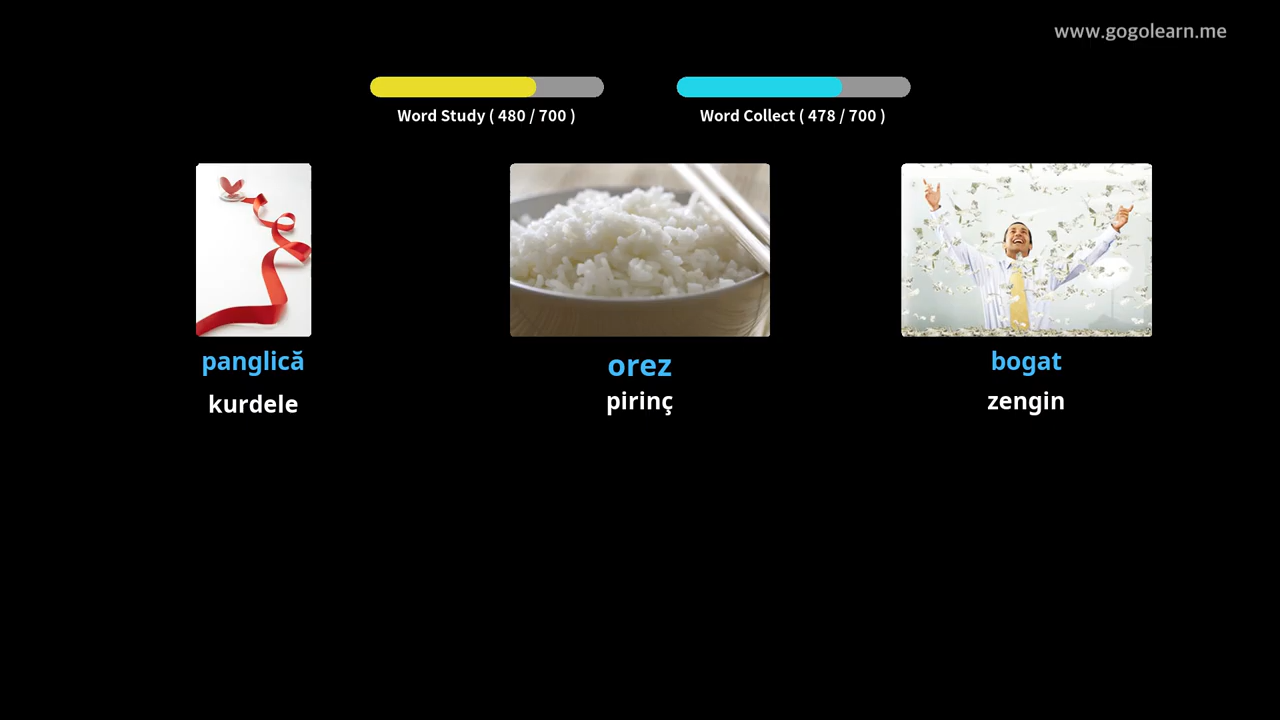 www.gogolearn.me
Word Study ( 480 / 700 )
Word Collect ( 478 / 700 )
panglică
orez
bogat
kurdele
pirinç
zengin